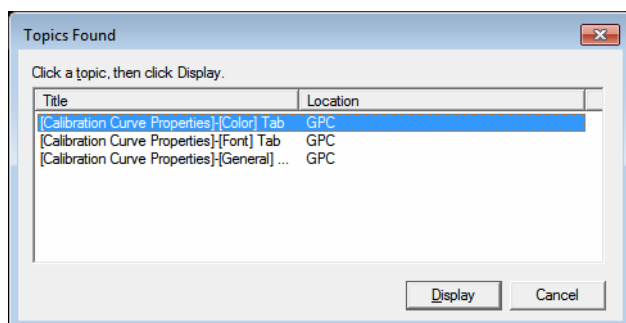 Topics Found
Click a topic, then click Display.
Title Location
[Calibration Curve Properties]-[Color] Tab GPC
[Calibration Curve Properties]-[Font] Tab GPC
[Calibration Curve Properties]-[General] ... GPC
Display Cancel